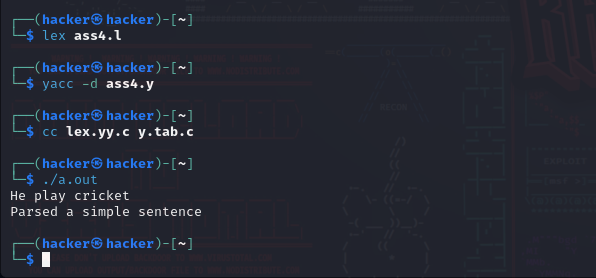 ┌──(hacker㉿hacker)-[~]
└─$ lex ass4.l
┌──(hacker㉿hacker)-[~]
└─$ yacc -d ass4.y
┌──(hacker㉿hacker)-[~]
└─$ cc lex.yy.c y.tab.c
┌──(hacker㉿hacker)-[~]
└─$ ./a.out
He play cricket
Parsed a simple sentence
┌──(hacker㉿hacker)-[~]
└─$